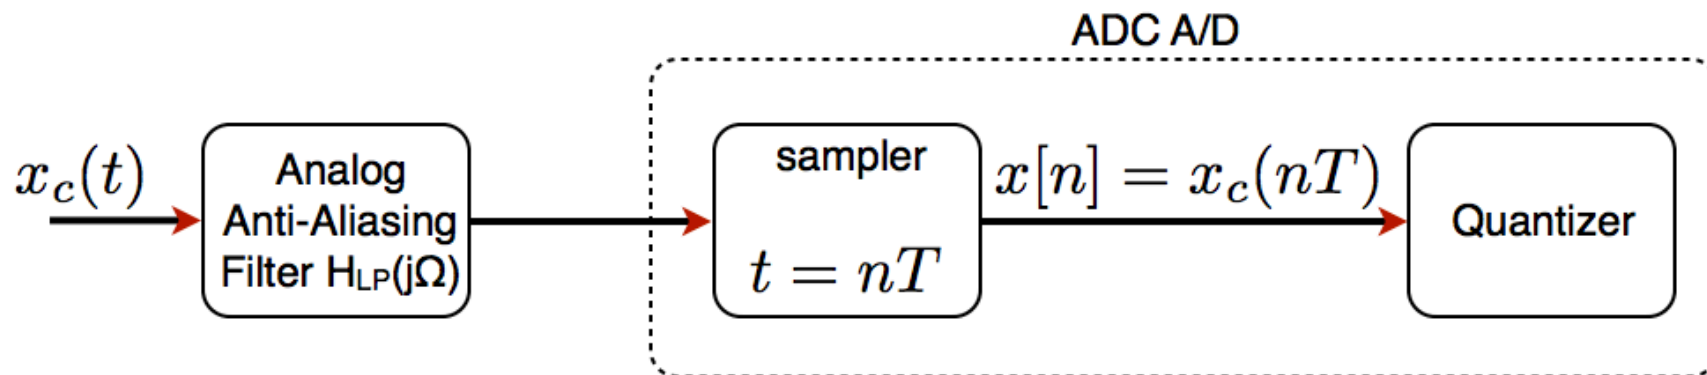 ADC A/D
x_c(t)
Analog
Anti-Aliasing
Filter H_LP(jΩ)
sampler
t = nT
x[n] = x_c(nT)
Quantizer